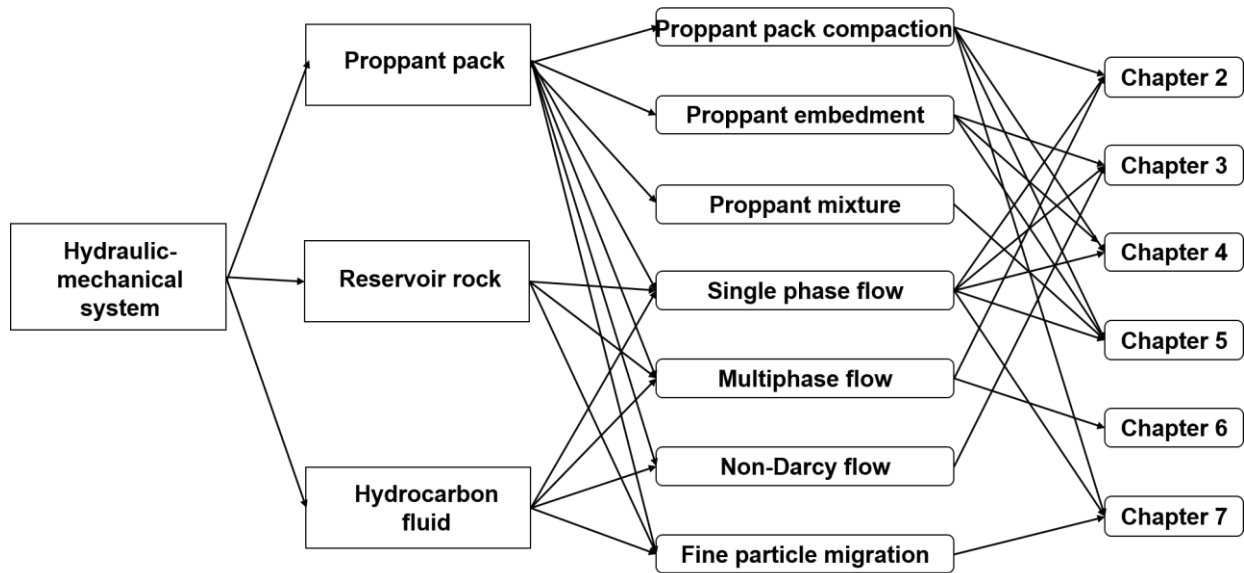 Hydraulic-
mechanical
system
Proppant pack
Reservoir rock
Hydrocarbon
fluid
Proppant pack compaction
Proppant embedment
Proppant mixture
Single phase flow
Multiphase flow
Non-Darcy flow
Fine particle migration
Chapter 2
Chapter 3
Chapter 4
Chapter 5
Chapter 6
Chapter 7